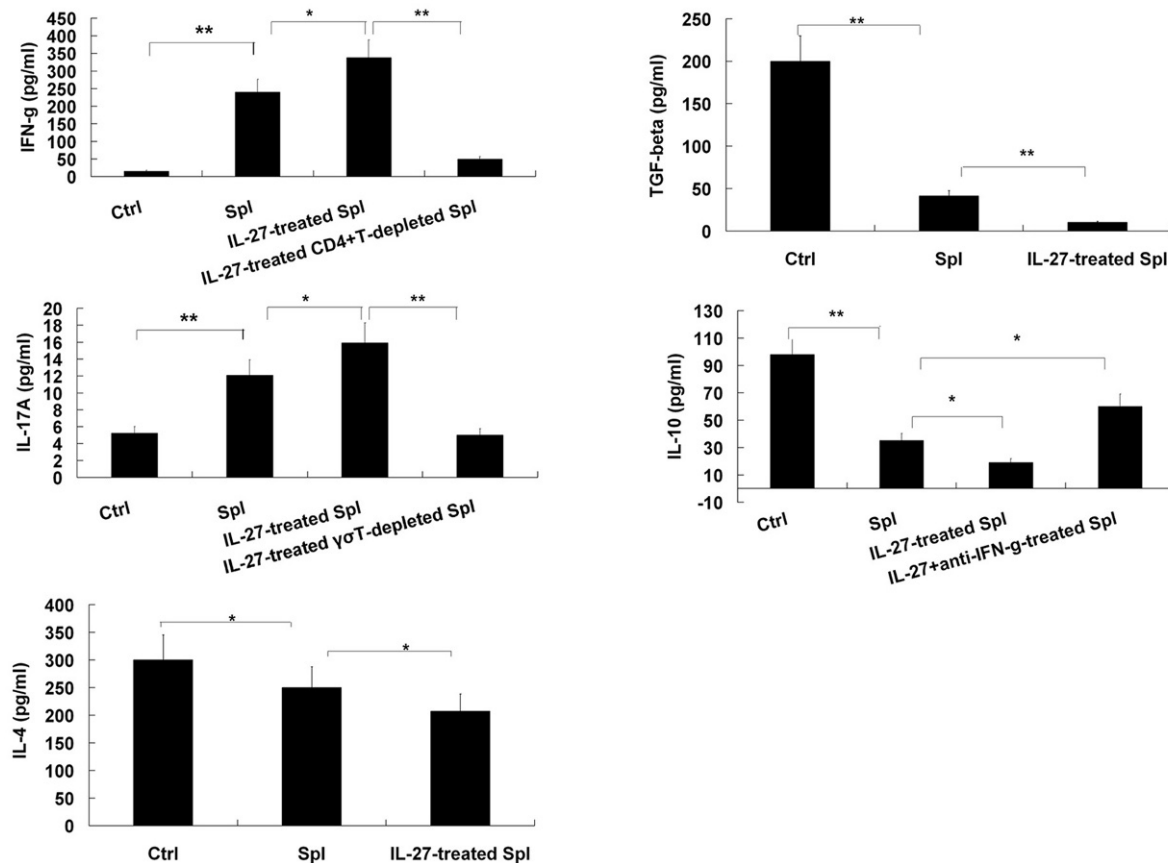 IFN-g (pg/ml)
450
400
350
300
250
200
150
100
50
0
** * **
Ctrl
Spl
IL-27-treated Spl
IL-27-treated CD4+T-depleted Spl
TGF-beta (pg/ml)
250
200
150
100
50
0
**
**
Ctrl Spl IL-27-treated Spl
IL-17A (pg/ml)
20
18
16
14
12
10
8
6
4
2
0
** * **
Ctrl
Spl
IL-27-treated Spl
IL-27-treated γσT-depleted Spl
IL-10 (pg/ml)
130
110
90
70
50
30
10
-10
**
*
*
Ctrl
Spl
IL-27-treated Spl
IL-27+anti-IFN-g-treated Spl
IL-4 (pg/ml)
400
350
300
250
200
150
100
50
0
*
*
Ctrl Spl IL-27-treated Spl